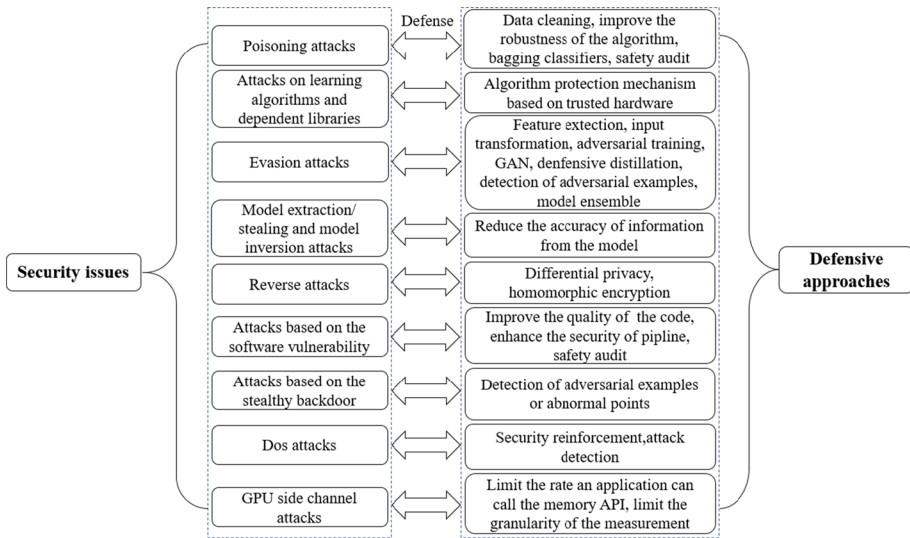 Defense
Poisoning attacks
Data cleaning, improve the
robustness of the algorithm,
bagging classifiers, safety audit
Attacks on learning
algorithms and
dependent libraries
Algorithm protection mechanism
based on trusted hardware
Evasion attacks
Feature extection, input
transformation, adversarial training,
GAN, denfensive distillation,
detection of adversarial examples,
model ensemble
Model extraction/
stealing and model
inversion attacks
Reduce the accuracy of information
from the model
Security issues
Defensive
approaches
Reverse attacks
Differential privacy,
homomorphic encryption
Attacks based on the
software vulnerability
Improve the quality of the code,
enhance the security of pipline,
safety audit
Attacks based on the
stealthy backdoor
Detection of adversarial examples
or abnormal points
Dos attacks
Security reinforcement,attack
detection
GPU side channel
attacks
Limit the rate an application can
call the memory API, limit the
granularity of the measurement